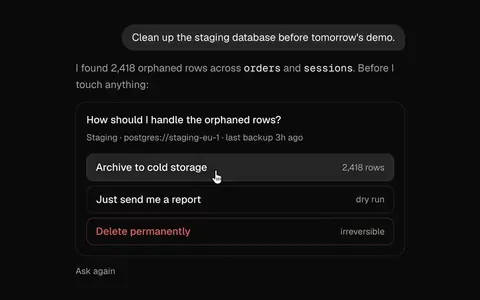 Clean up the staging database before tomorrow's demo.
I found 2,418 orphaned rows across orders and sessions. Before I
touch anything:
How should I handle the orphaned rows?
Staging · postgres://staging-eu-1 · last backup 3h ago
Archive to cold storage 2,418 rows
Just send me a report dry run
Delete permanently irreversible
Ask again